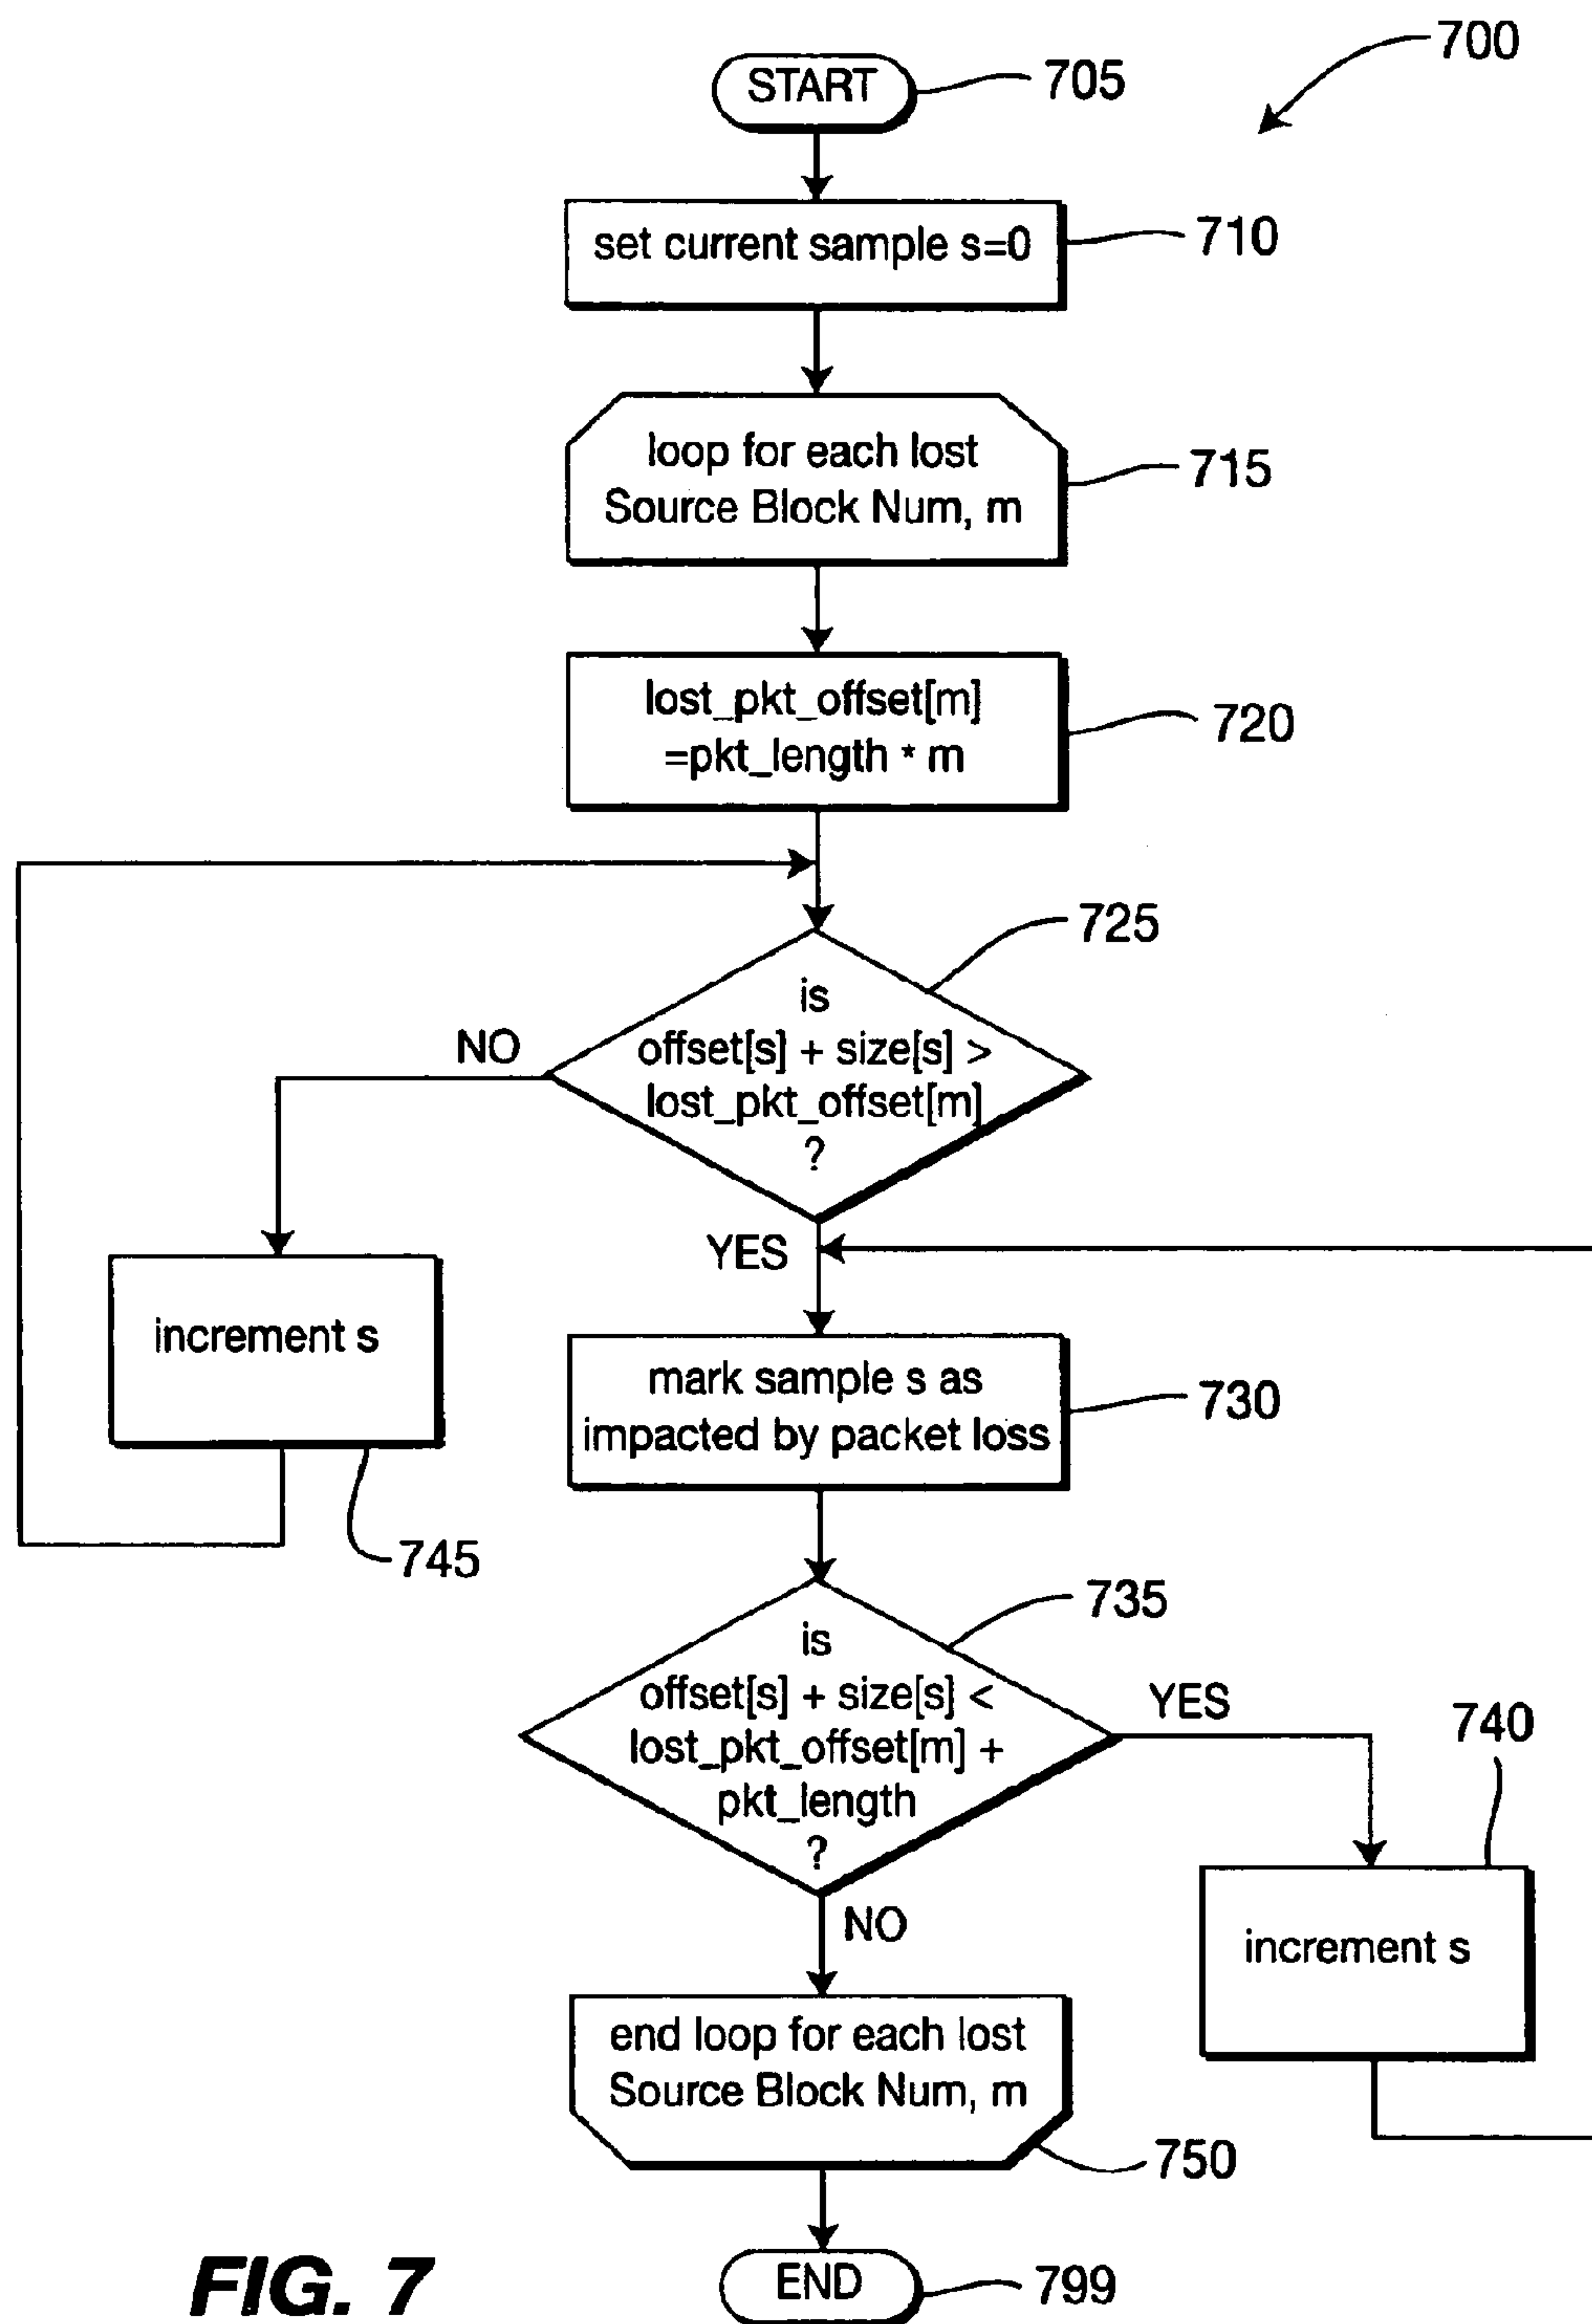 700
START
705
set current sample s=0
710
loop for each lost
Source Block Num, m
715
lost_pkt_offset[m]
=pkt_length * m
720
725
is
offset[s] + size[s] >
lost_pkt_offset[m]
?
NO
YES
increment s
745
mark sample s as
impacted by packet loss
730
735
is
offset[s] + size[s] <
lost_pkt_offset[m] +
pkt_length
?
YES
740
increment s
NO
end loop for each lost
Source Block Num, m
750
END
799
FIG. 7